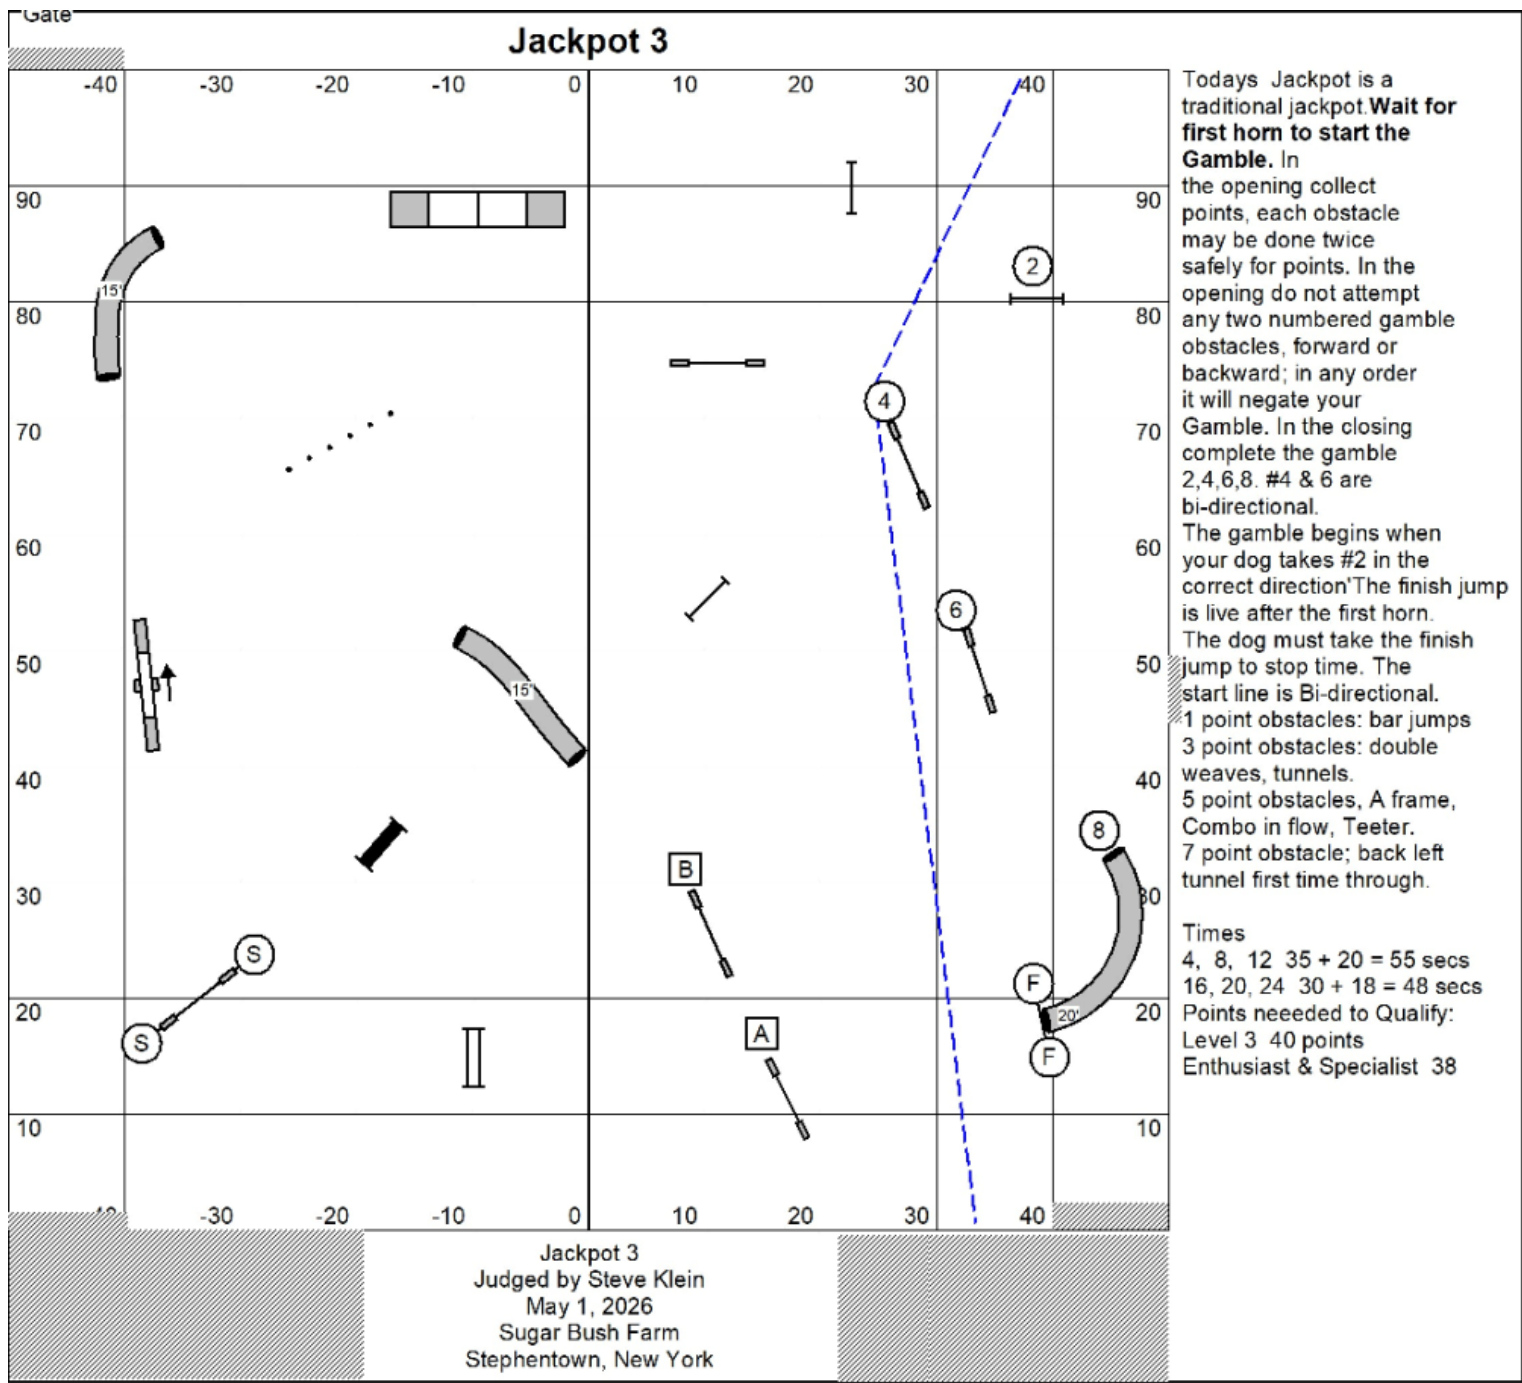 Gate
Jackpot 3
-40 -30 -20 -10 0 10 20 30 40
90 90
80 80
70 70
60 60
50 50
40 40
30 30
20 20
10 10
-40 -30 -20 -10 0 10 20 30 40
2
15'
4
6
15'
8
B
S
F
20'
S
A
F
Todays Jackpot is a
traditional jackpot.Wait for
first horn to start the
Gamble. In
the opening collect
points, each obstacle
may be done twice
safely for points. In the
opening do not attempt
any two numbered gamble
obstacles, forward or
backward; in any order
it will negate your
Gamble. In the closing
complete the gamble
2,4,6,8. #4 & 6 are
bi-directional.
The gamble begins when
your dog takes #2 in the
correct direction'The finish jump
is live after the first horn.
The dog must take the finish
jump to stop time. The
start line is Bi-directional.
1 point obstacles: bar jumps
3 point obstacles: double
weaves, tunnels.
5 point obstacles, A frame,
Combo in flow, Teeter.
7 point obstacle; back left
tunnel first time through.
Times
4, 8, 12 35 + 20 = 55 secs
16, 20, 24 30 + 18 = 48 secs
Points neeeded to Qualify:
Level 3 40 points
Enthusiast & Specialist 38
Jackpot 3
Judged by Steve Klein
May 1, 2026
Sugar Bush Farm
Stephentown, New York